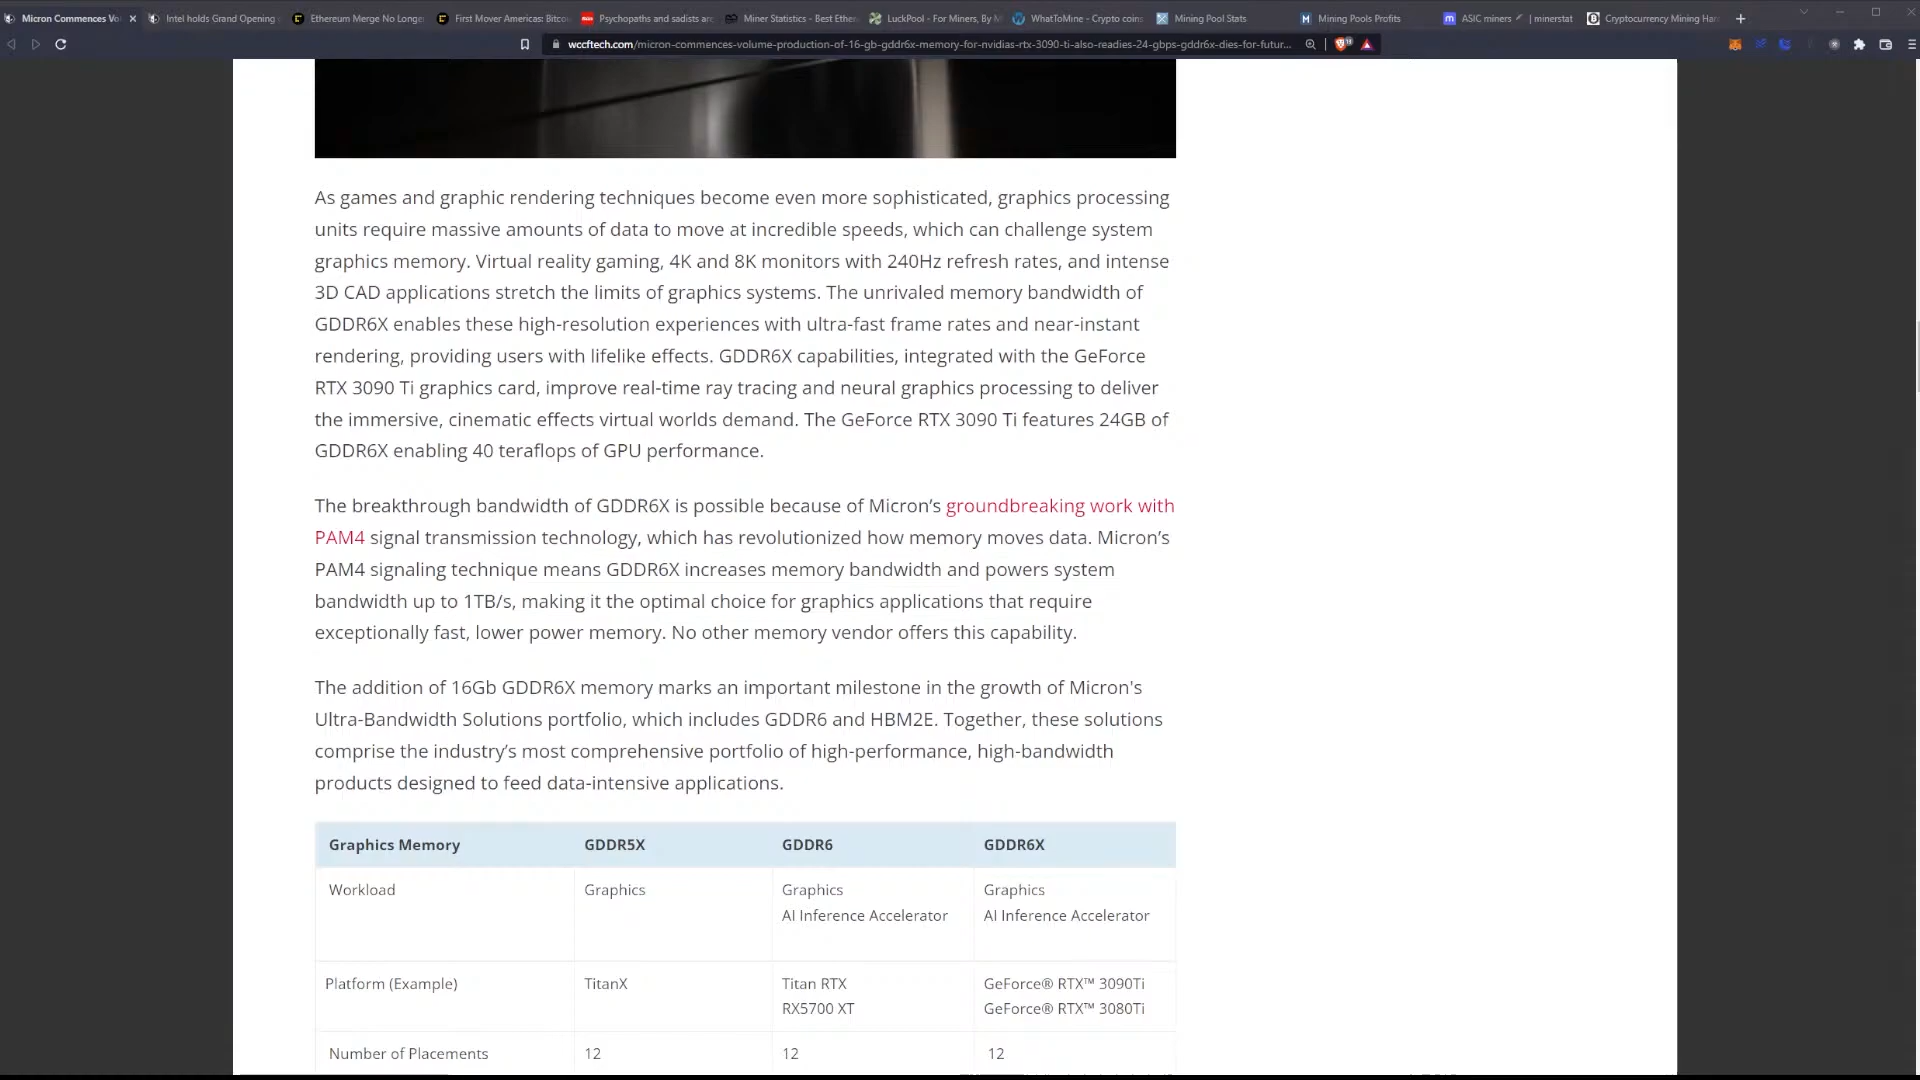 Micron Commences Vo
Intel holds Grand Opening
Ethereum Merge No Longer
First Mover Americas: Bitco
Psychopaths and sadists ar
Miner Statistics - Best Ether
LuckPool - For Miners, By M
WhatToMine - Crypto coins
Mining Pool Stats
Mining Pools Profits
ASIC miners | minerstat
Cryptocurrency Mining Har
wccftech.com/micron-commences-volume-production-of-16-gb-gddr6x-memory-for-nvidias-rtx-3090-ti-also-readies-24-gbps-gddr6x-dies-for-futur...
As games and graphic rendering techniques become even more sophisticated, graphics processing
units require massive amounts of data to move at incredible speeds, which can challenge system
graphics memory. Virtual reality gaming, 4K and 8K monitors with 240Hz refresh rates, and intense
3D CAD applications stretch the limits of graphics systems. The unrivaled memory bandwidth of
GDDR6X enables these high-resolution experiences with ultra-fast frame rates and near-instant
rendering, providing users with lifelike effects. GDDR6X capabilities, integrated with the GeForce
RTX 3090 Ti graphics card, improve real-time ray tracing and neural graphics processing to deliver
the immersive, cinematic effects virtual worlds demand. The GeForce RTX 3090 Ti features 24GB of
GDDR6X enabling 40 teraflops of GPU performance.
The breakthrough bandwidth of GDDR6X is possible because of Micron's groundbreaking work with
PAM4 signal transmission technology, which has revolutionized how memory moves data. Micron's
PAM4 signaling technique means GDDR6X increases memory bandwidth and powers system
bandwidth up to 1TB/s, making it the optimal choice for graphics applications that require
exceptionally fast, lower power memory. No other memory vendor offers this capability.
The addition of 16Gb GDDR6X memory marks an important milestone in the growth of Micron's
Ultra-Bandwidth Solutions portfolio, which includes GDDR6 and HBM2E. Together, these solutions
comprise the industry's most comprehensive portfolio of high-performance, high-bandwidth
products designed to feed data-intensive applications.
Graphics Memory GDDR5X GDDR6 GDDR6X
Workload Graphics Graphics Graphics
AI Inference Accelerator AI Inference Accelerator
Platform (Example) TitanX Titan RTX GeForce® RTX™ 3090Ti
RX5700 XT GeForce® RTX™ 3080Ti
Number of Placements 12 12 12